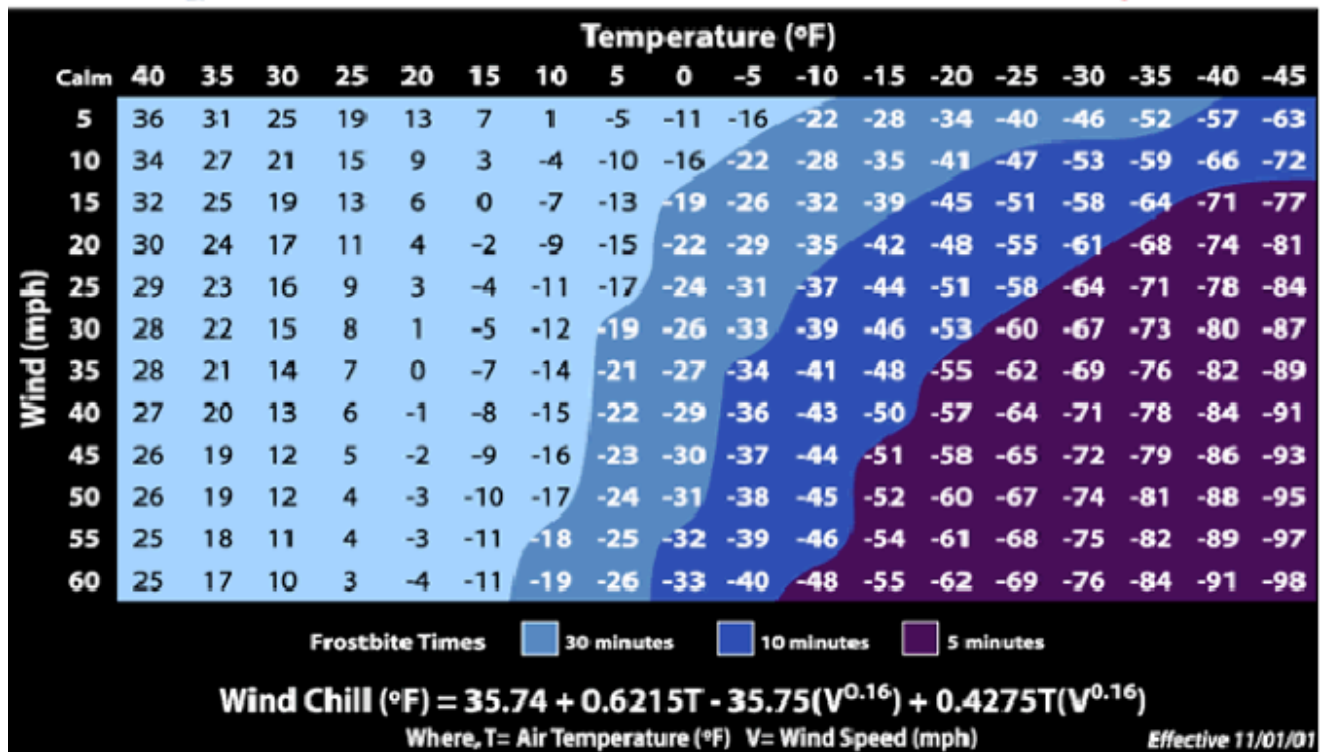 Temperature (ºF)
Calm 40 35 30 25 20 15 10 5 0 -5 -10 -15 -20 -25 -30 -35 -40 -45
5 36 31 25 19 13 7 1 -5 -11 -16 -22 -28 -34 -40 -46 -52 -57 -63
10 34 27 21 15 9 3 -4 -10 -16 -22 -28 -35 -41 -47 -53 -59 -66 -72
15 32 25 19 13 6 0 -7 -13 -19 -26 -32 -39 -45 -51 -58 -64 -71 -77
20 30 24 17 11 4 -2 -9 -15 -22 -29 -35 -42 -48 -55 -61 -68 -74 -81
25 29 23 16 9 3 -4 -11 -17 -24 -31 -37 -44 -51 -58 -64 -71 -78 -84
30 28 22 15 8 1 -5 -12 -19 -26 -33 -39 -46 -53 -60 -67 -73 -80 -87
35 28 21 14 7 0 -7 -14 -21 -27 -34 -41 -48 -55 -62 -69 -76 -82 -89
40 27 20 13 6 -1 -8 -15 -22 -29 -36 -43 -50 -57 -64 -71 -78 -84 -91
45 26 19 12 5 -2 -9 -16 -23 -30 -37 -44 -51 -58 -65 -72 -79 -86 -93
50 26 19 12 4 -3 -10 -17 -24 -31 -38 -45 -52 -60 -67 -74 -81 -88 -95
55 25 18 11 4 -3 -11 -18 -25 -32 -39 -46 -54 -61 -68 -75 -82 -89 -97
60 25 17 10 3 -4 -11 -19 -26 -33 -40 -48 -55 -62 -69 -76 -84 -91 -98
Wind (mph)
Frostbite Times 30 minutes 10 minutes 5 minutes
Wind Chill (ºF) = 35.74 + 0.6215T - 35.75(V^0.16) + 0.4275T(V^0.16)
Where, T= Air Temperature (ºF) V= Wind Speed (mph)
Effective 11/01/01